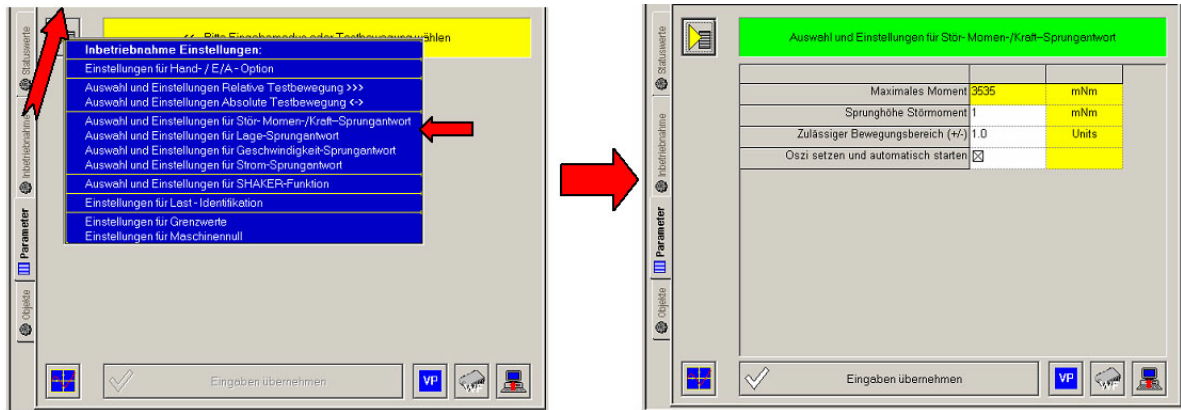 << Bitte Eingabemodus oder Testbewegung wählen
Inbetriebnahme Einstellungen:
Einstellungen für Hand- / E/A - Option
Auswahl und Einstellungen Relative Testbewegung >>>
Auswahl und Einstellungen Absolute Testbewegung <->
Auswahl und Einstellungen für Stör- Momen-/Kraft–Sprungantwort
Auswahl und Einstellungen für Lage-Sprungantwort
Auswahl und Einstellungen für Geschwindigkeit-Sprungantwort
Auswahl und Einstellungen für Strom-Sprungantwort
Auswahl und Einstellungen für SHAKER-Funktion
Einstellungen für Last - Identifikation
Einstellungen für Grenzwerte
Einstellungen für Maschinennull
Statuswerte
Inbetriebnahme
Parameter
Objekte
Eingaben übernehmen
VP
Auswahl und Einstellungen für Stör- Momen-/Kraft–Sprungantwort
Maximales Moment 3535 mNm
Sprunghöhe Störmoment 1 mNm
Zulässiger Bewegungsbereich (+/-) 1.0 Units
Oszi setzen und automatisch starten
Statuswerte
Inbetriebnahme
Parameter
Objekte
Eingaben übernehmen
VP